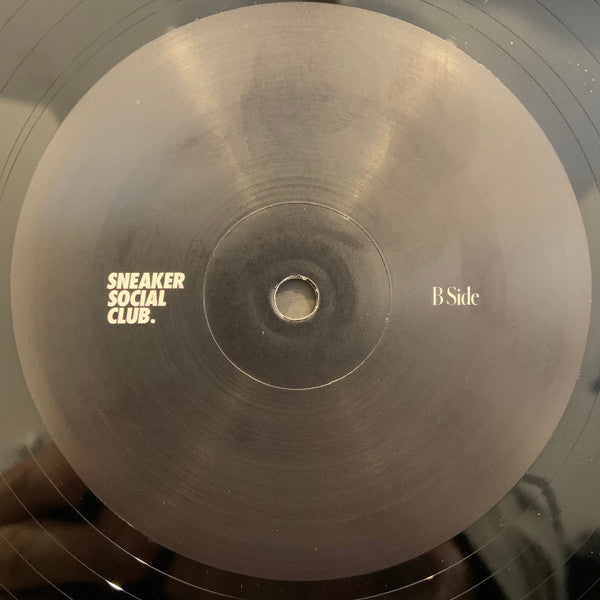 SNEAKER
SOCIAL
CLUB.
B Side